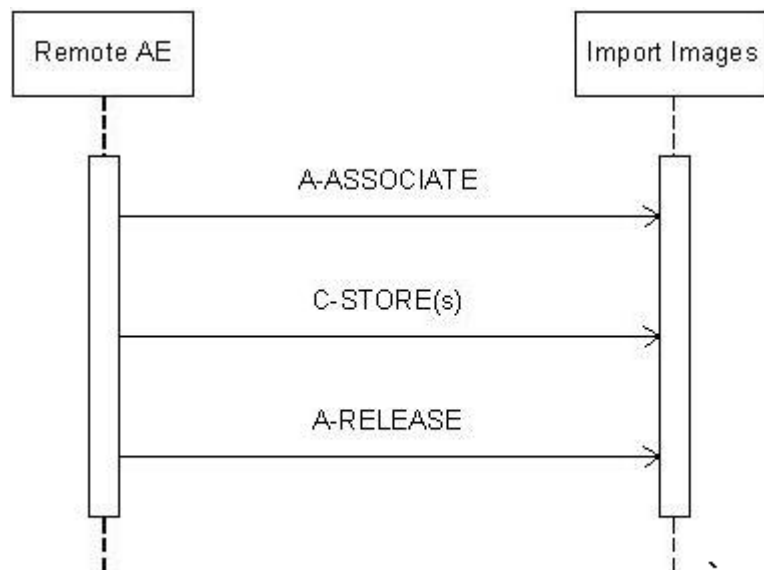 Remote AE
Import Images
A-ASSOCIATE
C-STORE(s)
A-RELEASE